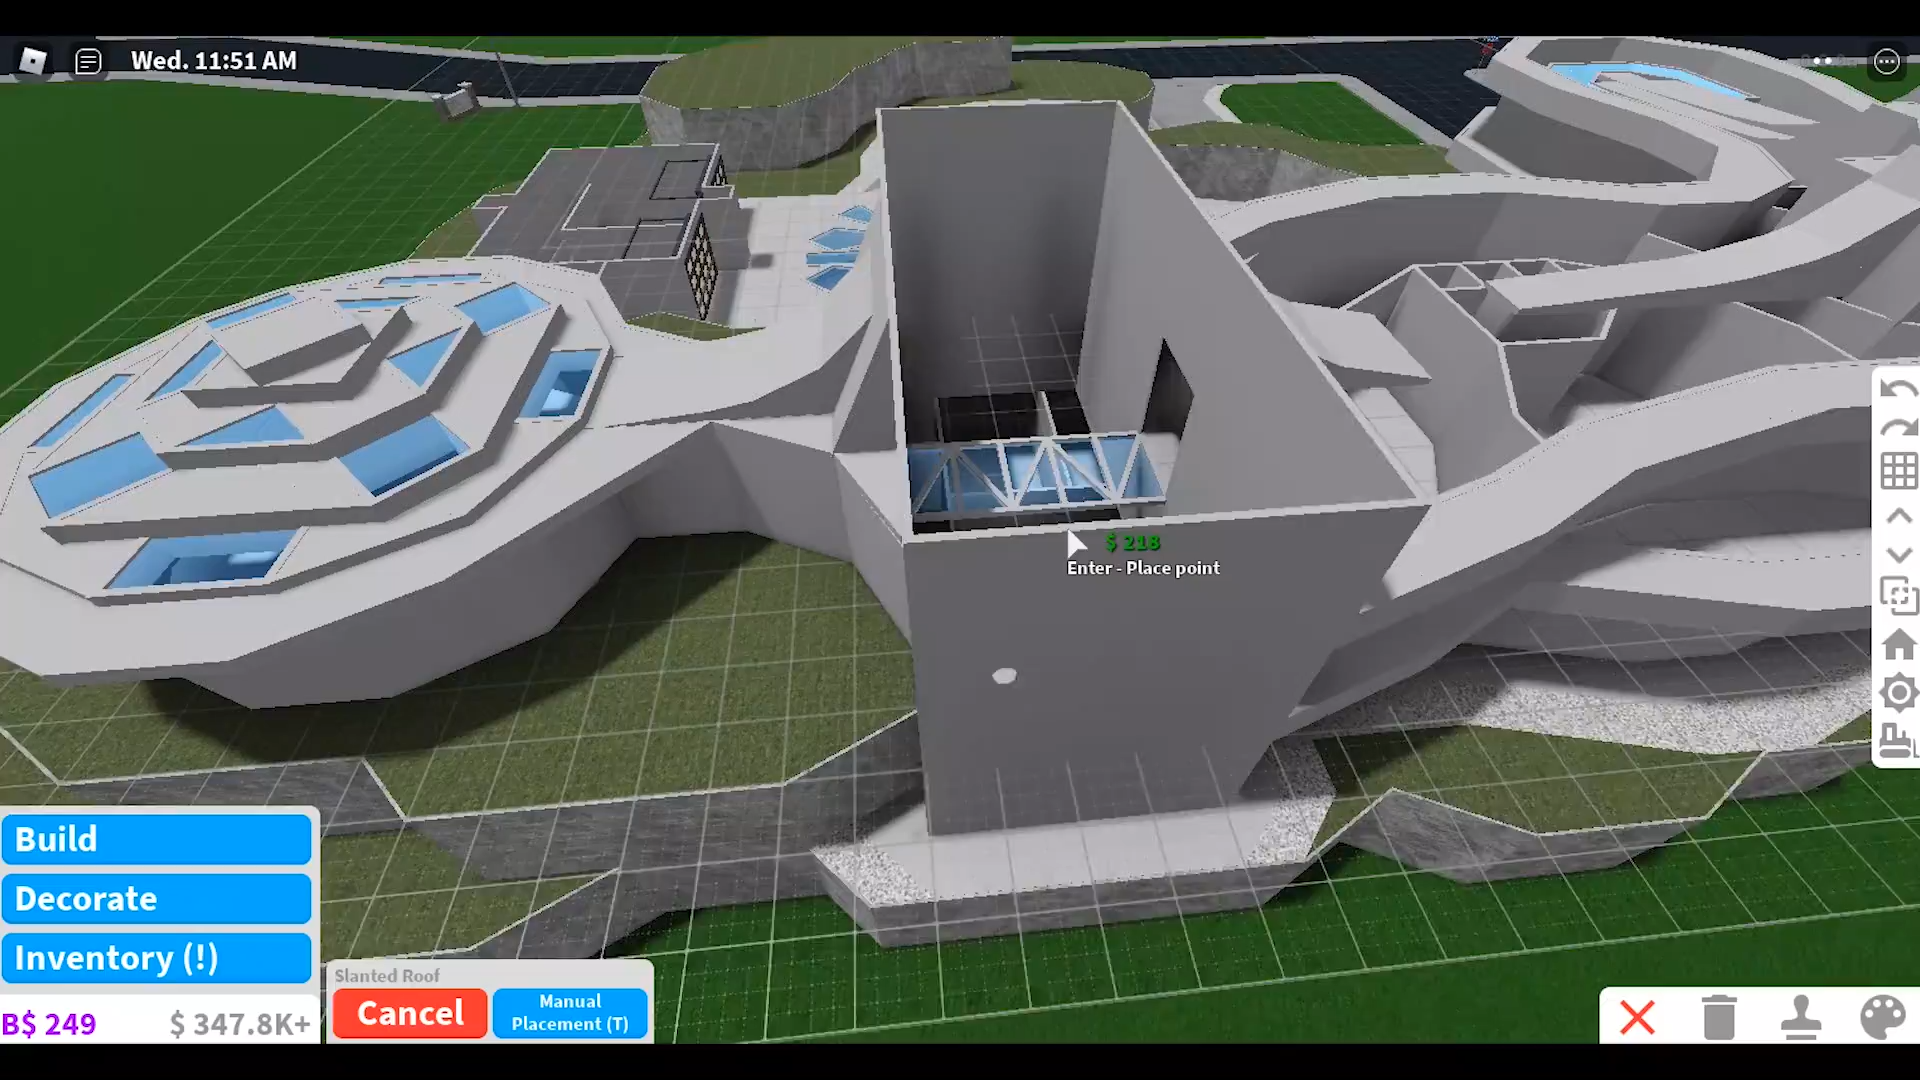 Wed. 11:51 AM
$ 218
Enter - Place point
Build
Decorate
Inventory (!)
B$ 249
$ 347.8K+
Slanted Roof
Cancel
Manual
Placement (T)